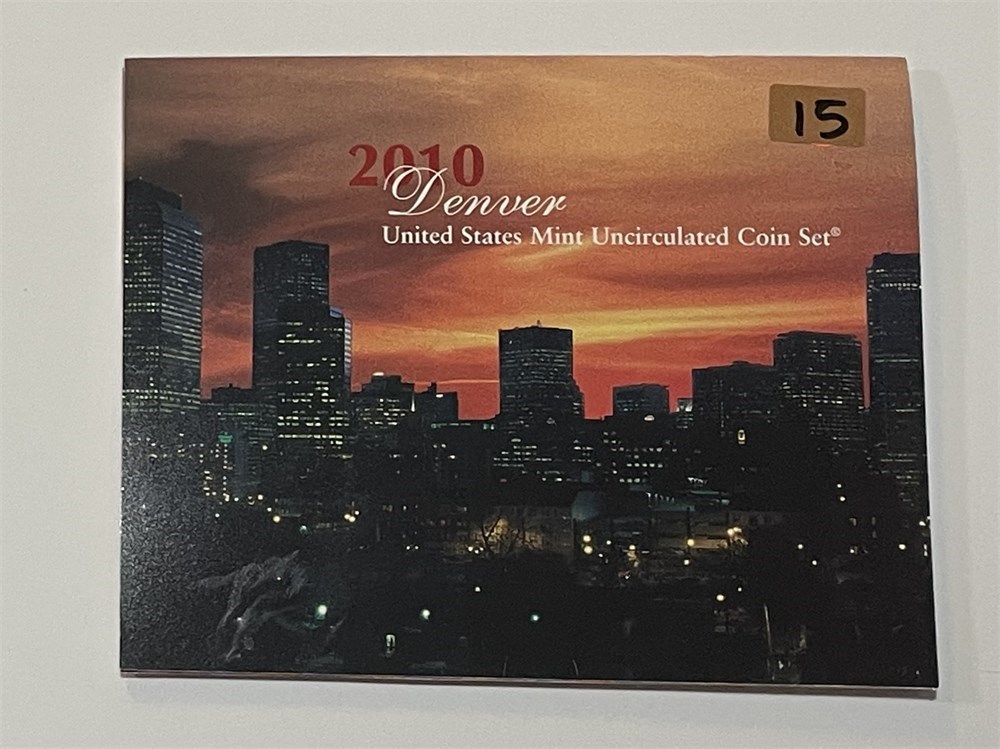 15
2010
Denver
United States Mint Uncirculated Coin Set®